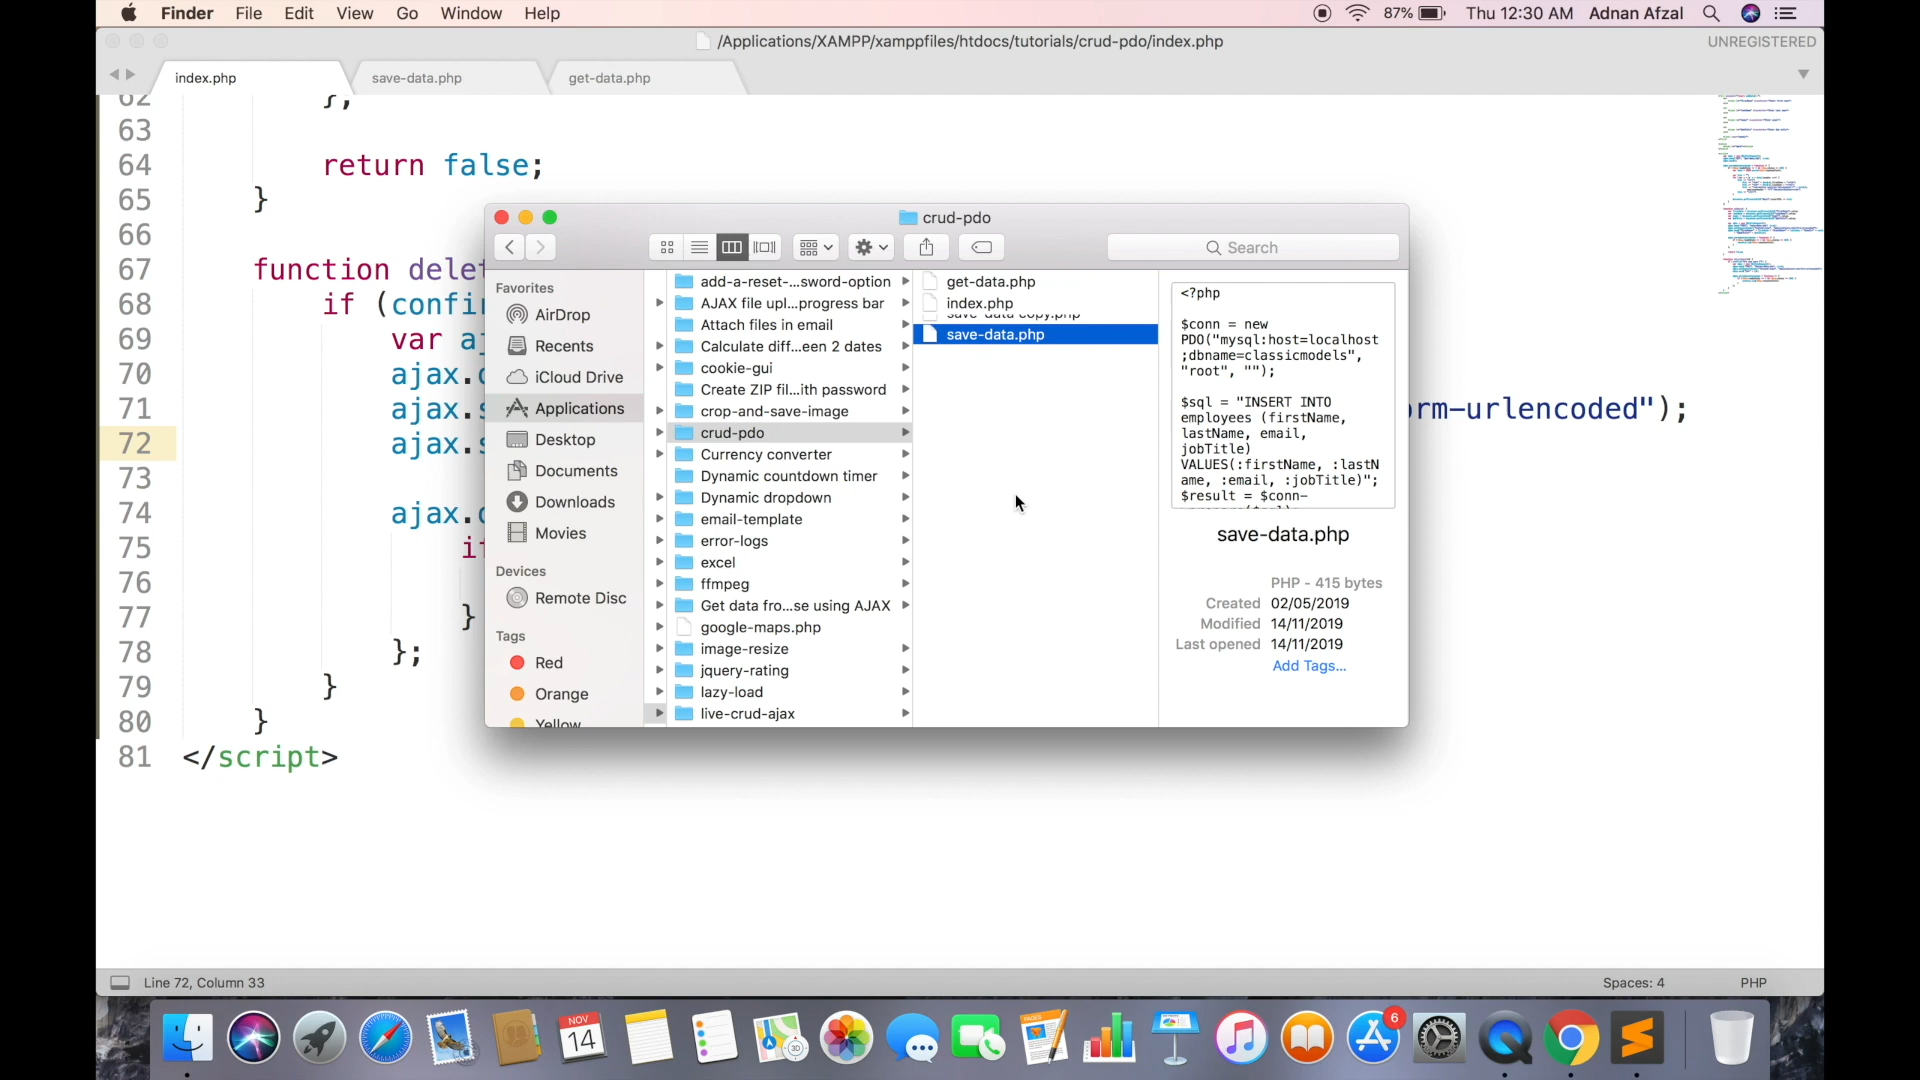 Finder File Edit View Go Window Help 87% Thu 12:30 AM Adnan Afzal
/Applications/XAMPP/xamppfiles/htdocs/tutorials/crud-pdo/index.php UNREGISTERED
index.php save-data.php get-data.php
62 };
63
64 return false;
65 }
66
67 function dele
68 if (confi
69 var a
70 ajax.
71 ajax. rm-urlencoded");
72 ajax.
73
74 ajax.
75 i
76
77 }
78 };
79 }
80 }
81 </script>
crud-pdo
Search
Favorites
AirDrop
Recents
iCloud Drive
Applications
Desktop
Documents
Downloads
Movies
Devices
Remote Disc
Tags
Red
Orange
Yellow
add-a-reset-...sword-option
AJAX file upl...progress bar
Attach files in email
Calculate diff...een 2 dates
cookie-gui
Create ZIP fil...ith password
crop-and-save-image
crud-pdo
Currency converter
Dynamic countdown timer
Dynamic dropdown
email-template
error-logs
excel
ffmpeg
Get data fro...se using AJAX
google-maps.php
image-resize
jquery-rating
lazy-load
live-crud-ajax
get-data.php
index.php
save-data copy.php
save-data.php
<?php
$conn = new
PDO("mysql:host=localhost
;dbname=classicmodels",
"root", "");
$sql = "INSERT INTO
employees (firstName,
lastName, email,
jobTitle)
VALUES(:firstName, :lastN
ame, :email, :jobTitle)";
$result = $conn-
save-data.php
PHP - 415 bytes
Created 02/05/2019
Modified 14/11/2019
Last opened 14/11/2019
Add Tags...
Line 72, Column 33 Spaces: 4 PHP
NOV
14
PAGES
6